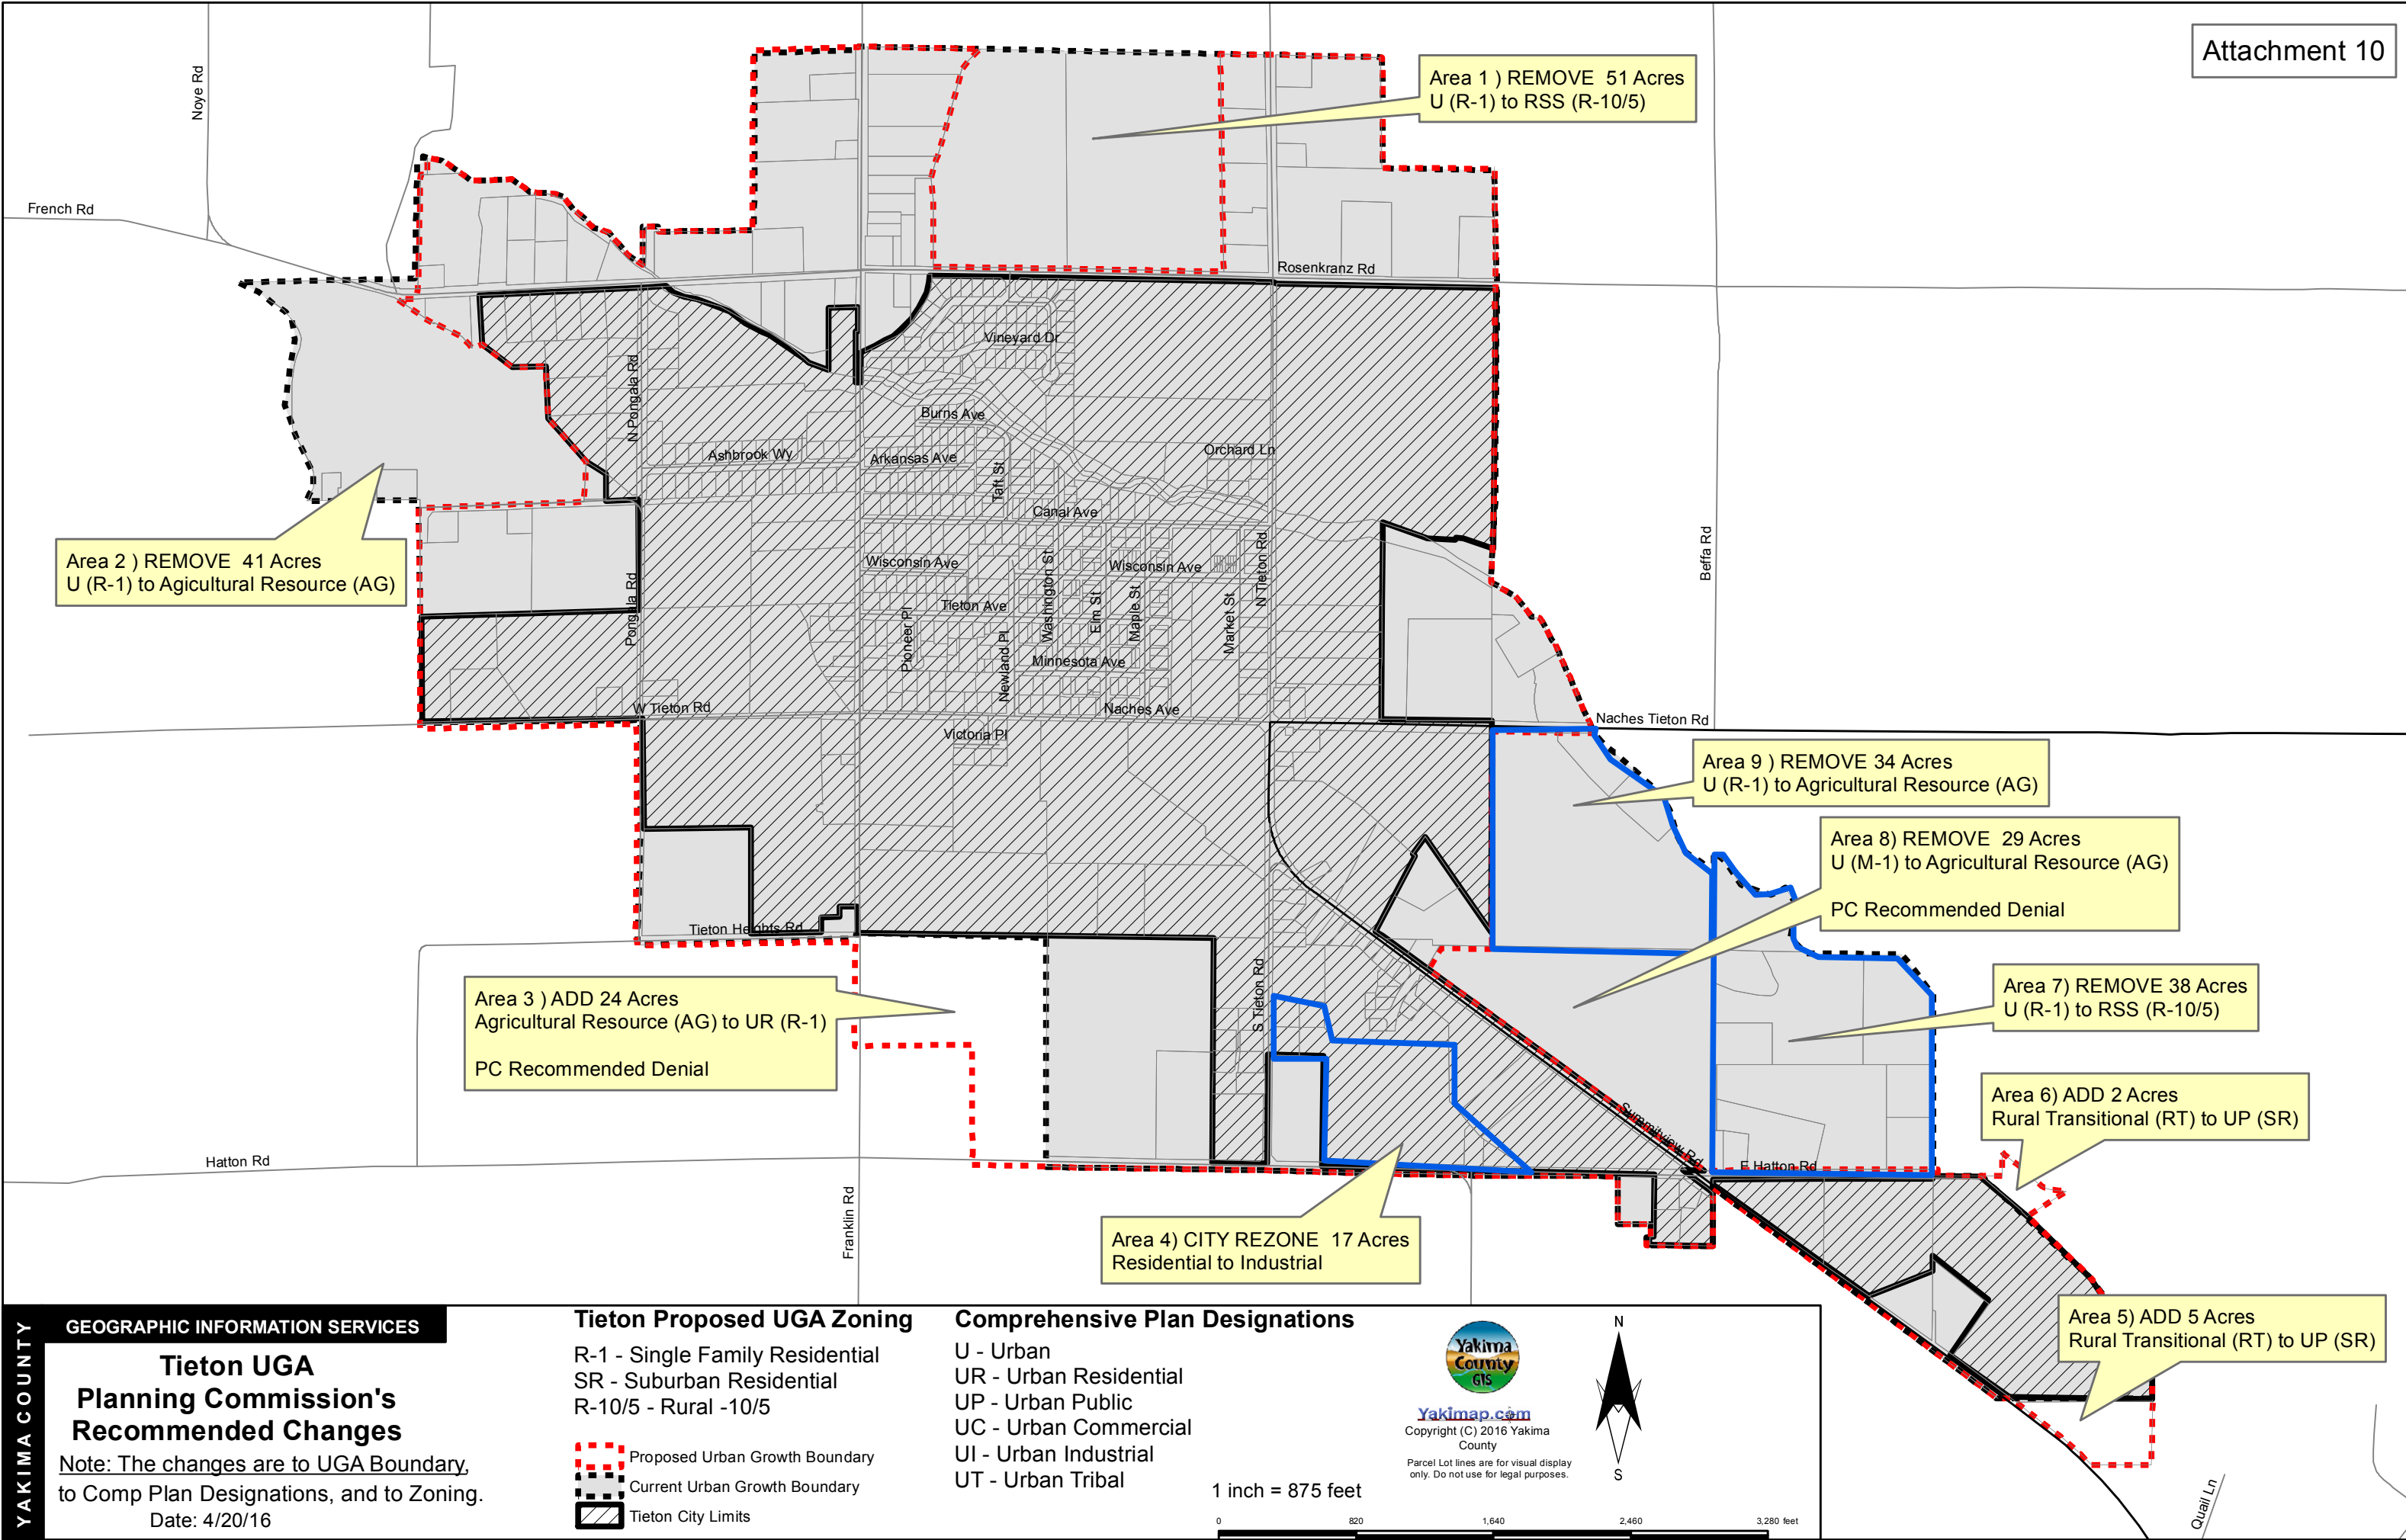 Attachment 10
Noye Rd
Area 1 ) REMOVE 51 Acres
U (R-1) to RSS (R-10/5)
French Rd
Rosenkranz Rd
Vineyard Dr
N Pongala Rd
Burns Ave
Ashbrook Wy
Arkansas Ave
Orchard Ln
Taft St
Canal Ave
Area 2 ) REMOVE 41 Acres
U (R-1) to Agicultural Resource (AG)
Wisconsin Ave
Wisconsin Ave
Beffa Rd
N Tieton Rd
Pongala Rd
Tieton Ave
Washington St
Elm St
Maple St
Market St
Pioneer Pl
Newland Pl
Minnesota Ave
W Tieton Rd
Naches Ave
Naches Tieton Rd
Victoria Pl
Area 9 ) REMOVE 34 Acres
U (R-1) to Agricultural Resource (AG)
Area 8) REMOVE 29 Acres
U (M-1) to Agricultural Resource (AG)
PC Recommended Denial
Tieton Heights Rd
S Tieton Rd
Area 3 ) ADD 24 Acres
Agricultural Resource (AG) to UR (R-1)
PC Recommended Denial
Area 7) REMOVE 38 Acres
U (R-1) to RSS (R-10/5)
Area 6) ADD 2 Acres
Rural Transitional (RT) to UP (SR)
Summitview Rd
E Hatton Rd
Hatton Rd
Franklin Rd
Area 4) CITY REZONE 17 Acres
Residential to Industrial
Area 5) ADD 5 Acres
Rural Transitional (RT) to UP (SR)
Quail Ln
YAKIMA COUNTY
GEOGRAPHIC INFORMATION SERVICES
Tieton UGA
Planning Commission's
Recommended Changes
Note: The changes are to UGA Boundary,
to Comp Plan Designations, and to Zoning.
Date: 4/20/16
Tieton Proposed UGA Zoning
R-1 - Single Family Residential
SR - Suburban Residential
R-10/5 - Rural -10/5
Proposed Urban Growth Boundary
Current Urban Growth Boundary
Tieton City Limits
Comprehensive Plan Designations
U - Urban
UR - Urban Residential
UP - Urban Public
UC - Urban Commercial
UI - Urban Industrial
UT - Urban Tribal
1 inch = 875 feet
Yakima
County
GIS
Yakimap.com
Copyright (C) 2016 Yakima
County
Parcel Lot lines are for visual display
only. Do not use for legal purposes.
N
S
0 820 1,640 2,460 3,280 feet